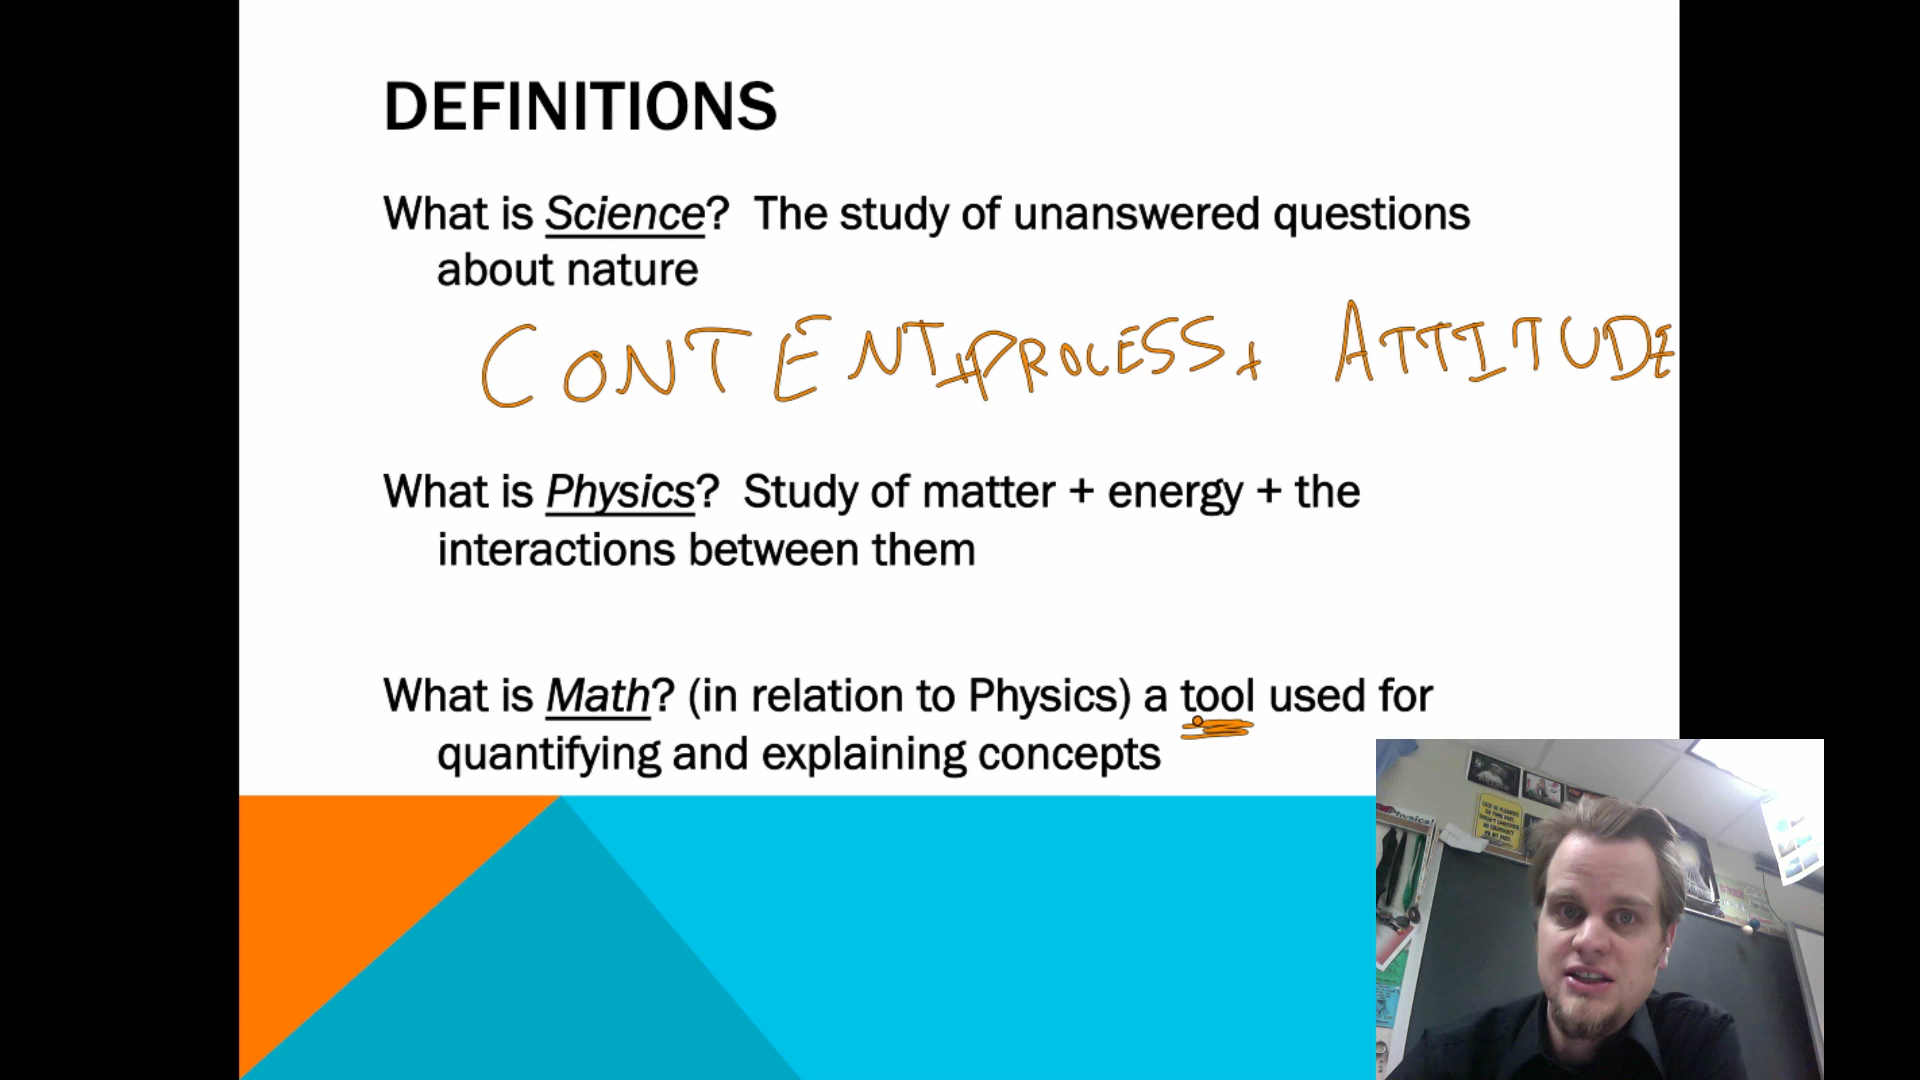 DEFINITIONS
What is Science? The study of unanswered questions
about nature
CONTENT + PROCESS + ATTITUDE
What is Physics? Study of matter + energy + the
interactions between them
What is Math? (in relation to Physics) a tool used for
quantifying and explaining concepts
Physics!